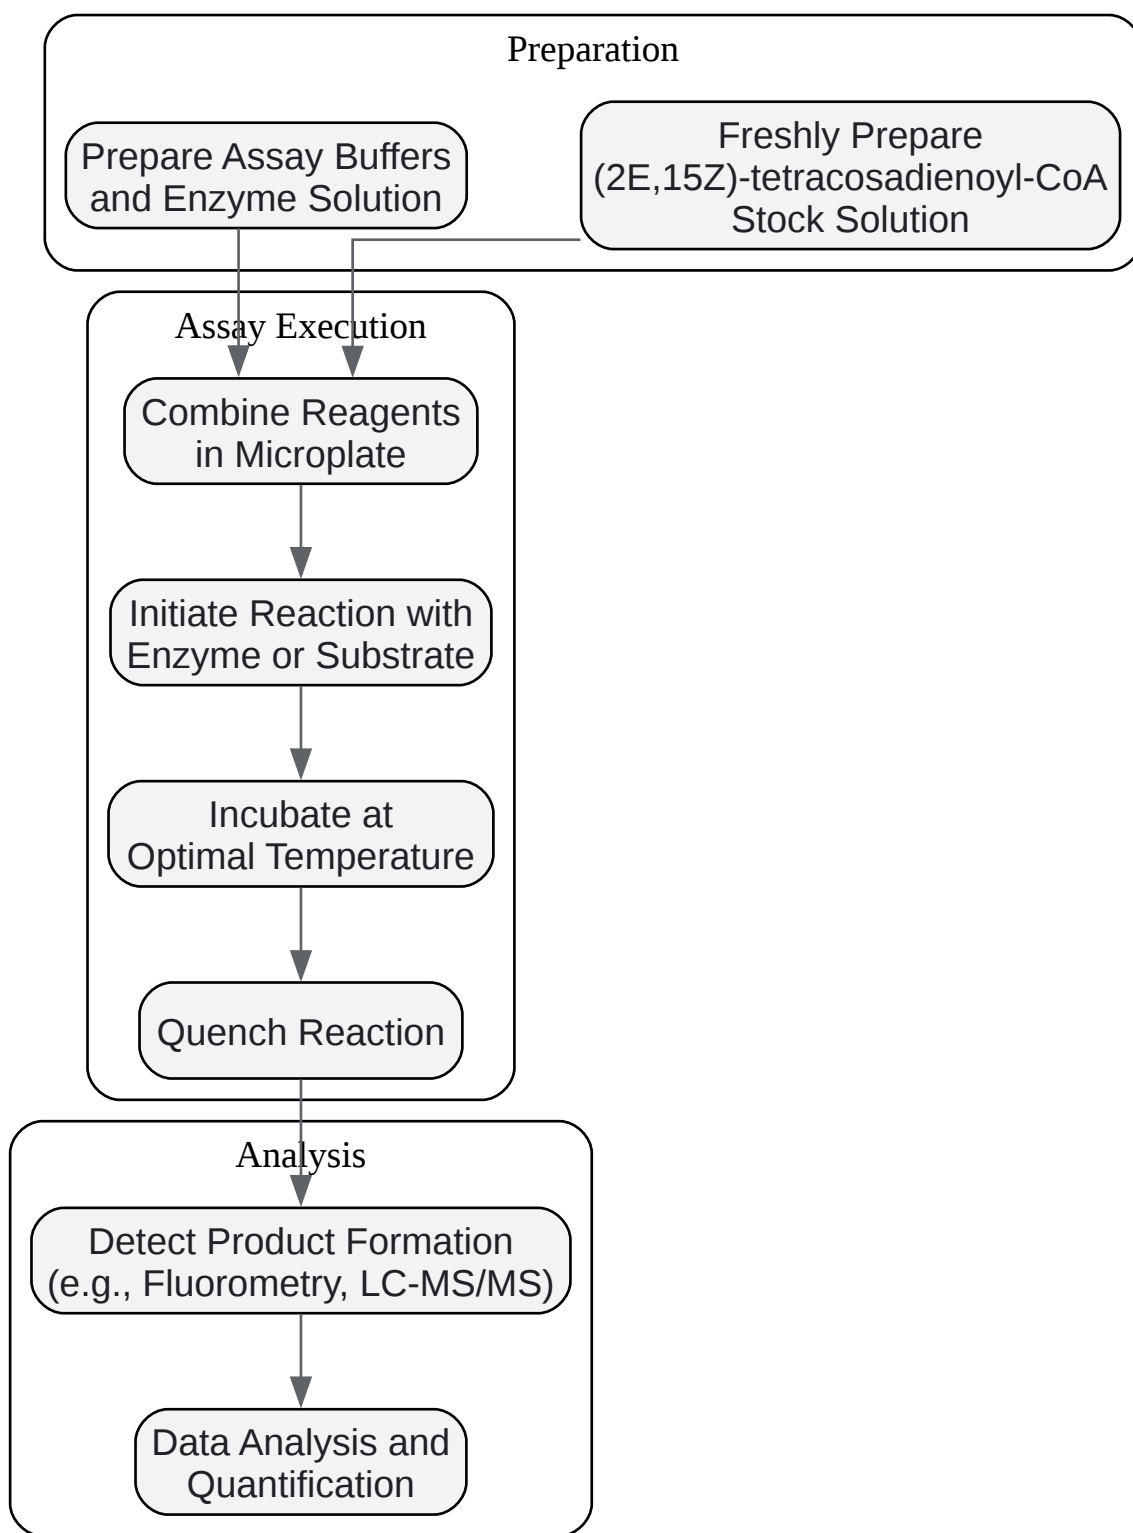 Preparation
Prepare Assay Buffers
and Enzyme Solution
Freshly Prepare
(2E,15Z)-tetracosadienoyl-CoA
Stock Solution
Assay Execution
Combine Reagents
in Microplate
Initiate Reaction with
Enzyme or Substrate
Incubate at
Optimal Temperature
Quench Reaction
Analysis
Detect Product Formation
(e.g., Fluorometry, LC-MS/MS)
Data Analysis and
Quantification